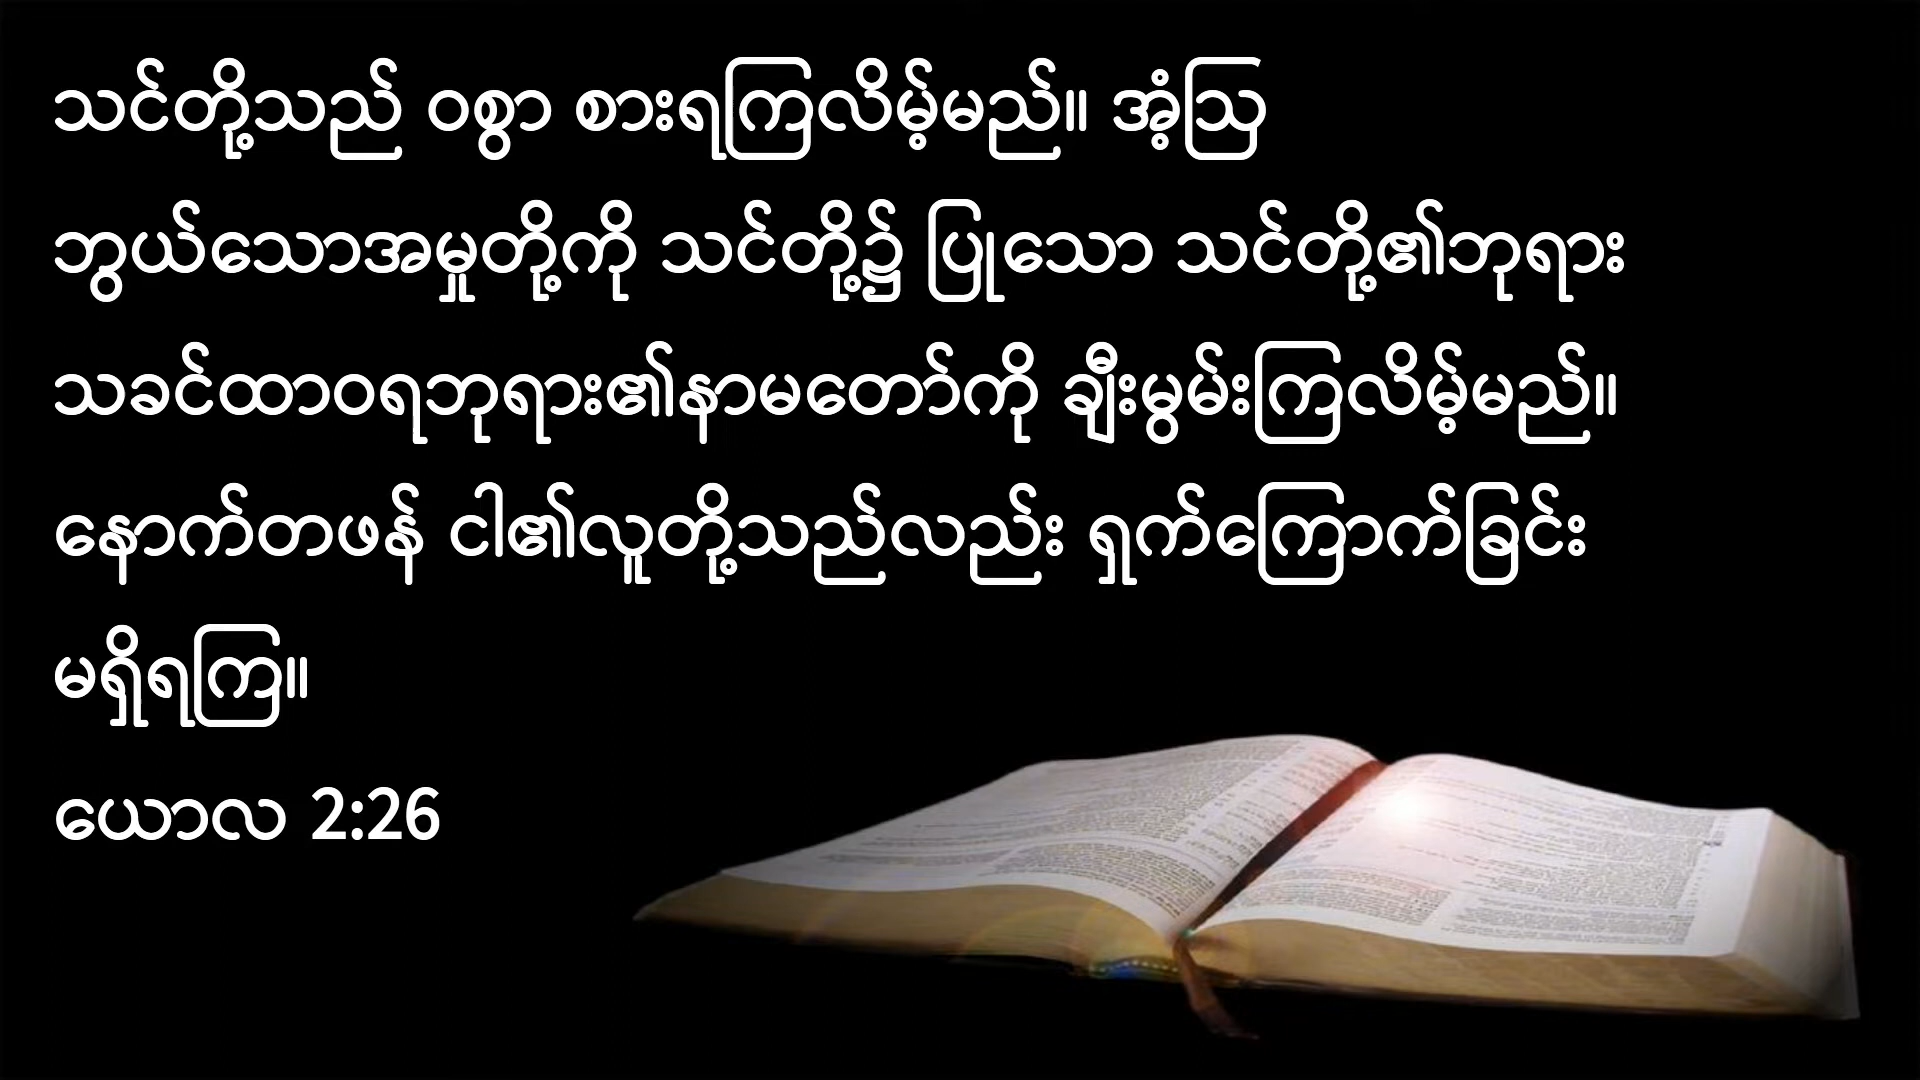 သင်တို့သည် ဝစွာ စားရကြလိမ့်မည်။ အံ့ဩ
ဘွယ်သောအမှုတို့ကို သင်တို့၌ ပြုသော သင်တို့၏ဘုရား
သခင်ထာဝရဘုရား၏နာမတော်ကို ချီးမွမ်းကြလိမ့်မည်။
နောက်တဖန် ငါ၏လူတို့သည်လည်း ရှက်ကြောက်ခြင်း
မရှိရကြ။
ယောလ 2:26